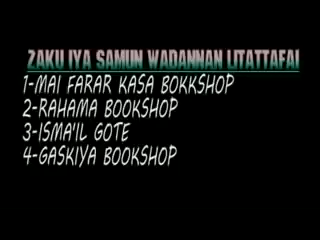 ZAKU IYA SAMUN WADANNAN LITATTAFAI
1-MAI FARAR KASA BOKKSHOP
2-RAHAMA BOOKSHOP
3-ISMA'IL GOTE
4-GASKIYA BOOKSHOP